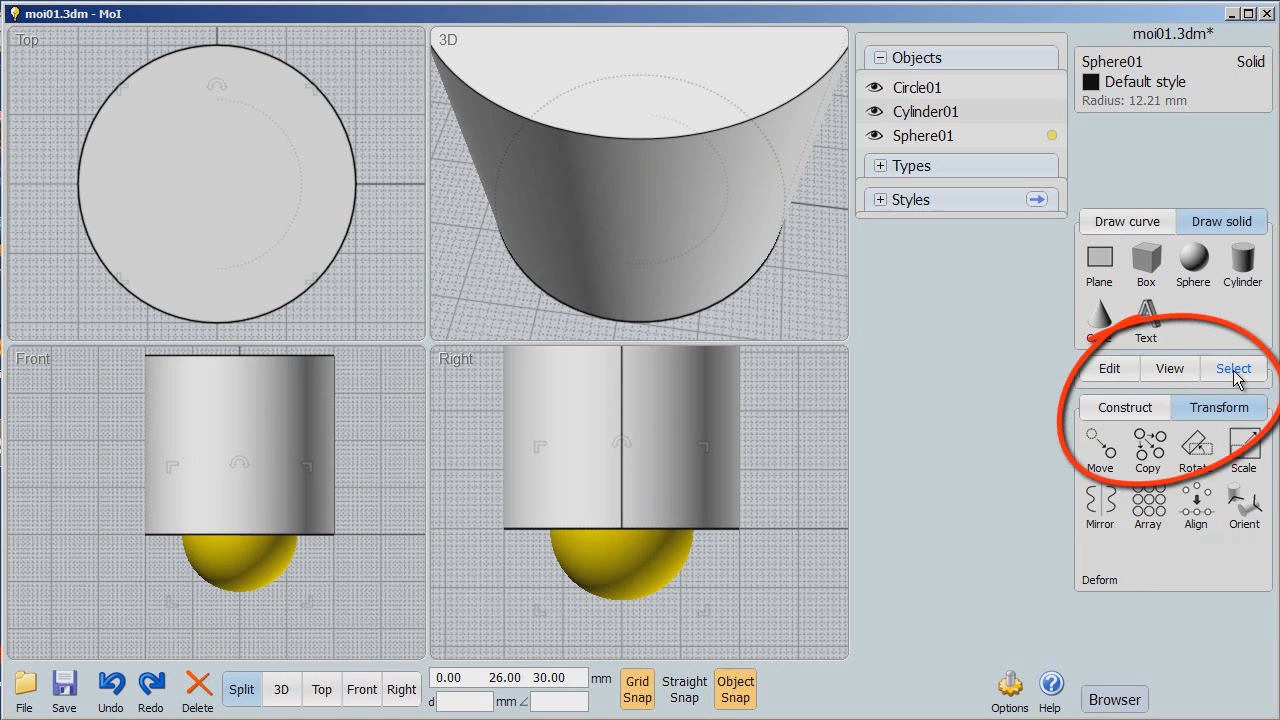 moi01.3dm - MoI
Top
3D
Front
Right
Objects
Circle01
Cylinder01
Sphere01
Types
Styles
moi01.3dm*
Sphere01 Solid
Default style
Radius: 12.21 mm
Draw curve Draw solid
Plane Box Sphere Cylinder
Text
Edit View Select
Construct Transform
Move Copy Rotate Scale
Mirror Array Align Orient
Deform
File Save Undo Redo Delete
Split 3D Top Front Right
0.00 26.00 30.00 mm
d mm
Grid Snap
Straight Snap
Object Snap
Options Help
Browser